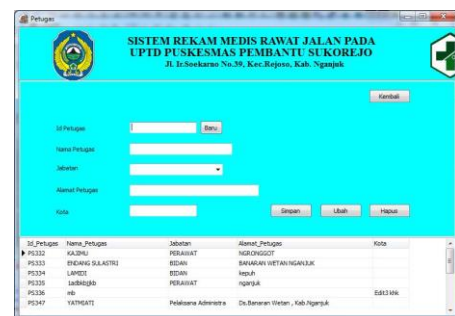 Petugas
SISTEM REKAM MEDIS RAWAT JALAN PADA
UPTD PUSKESMAS PEMBANTU SUKOREJO
Jl. Ir.Soekarno No.39, Kec.Rejoso, Kab. Nganjuk
Kembali
Id Petugas Baru
Nama Petugas
Jabatan
Alamat Petugas
Kota Simpan Ubah Hapus
Id_Petugas Nama_Petugas Jabatan Alamat_Petugas Kota
PS332 KAJIMU PERAWAT NGRONGGOT
PS333 ENDANG SULASTRI BIDAN BANARAN WETAN NGANJUK
PS334 LAMIDI BIDAN kepuh
PS335 PERAWAT nganjuk
PS336 mb
PS347 YATMIATI Pelaksana Administra Ds.Banaran Wetan , Kab.Nganjuk